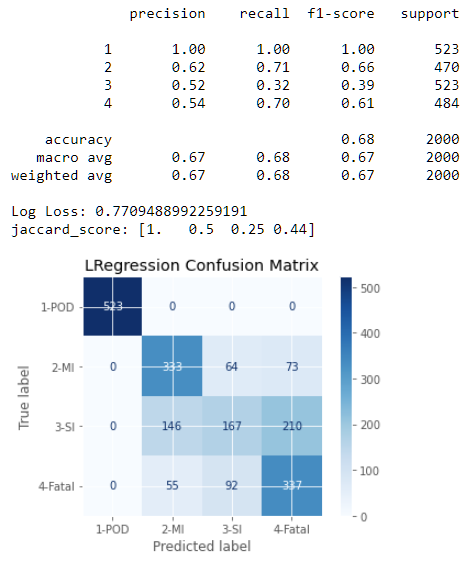 precision recall f1-score support
1 1.00 1.00 1.00 523
2 0.62 0.71 0.66 470
3 0.52 0.32 0.39 523
4 0.54 0.70 0.61 484
accuracy 0.68 2000
macro avg 0.67 0.68 0.67 2000
weighted avg 0.67 0.68 0.67 2000
Log Loss: 0.7709488992259191
jaccard_score: [1. 0.5 0.25 0.44]
LRegression Confusion Matrix
1-POD 523 0 0 0
2-MI 0 333 64 73
3-SI 0 146 167 210
4-Fatal 0 55 92 337
1-POD 2-MI 3-SI 4-Fatal
Predicted label
True label
500
400
300
200
100
0